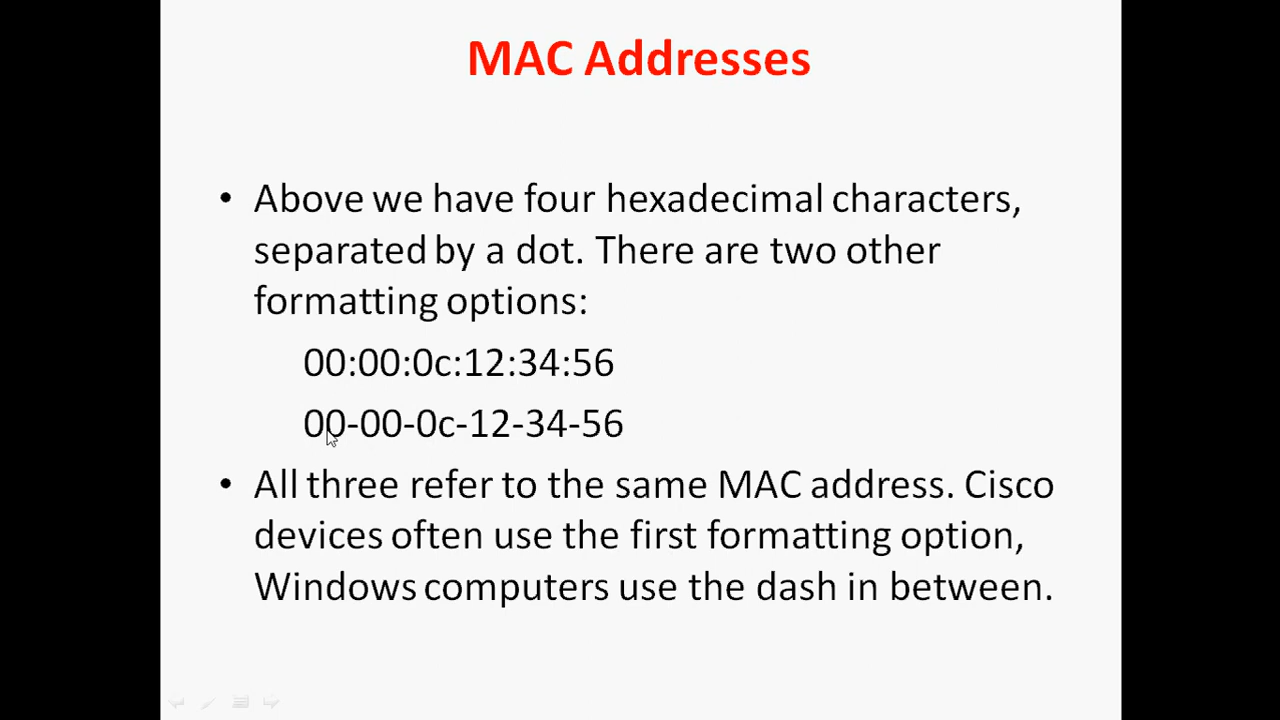 MAC Addresses
• Above we have four hexadecimal characters,
separated by a dot. There are two other
formatting options:
00:00:0c:12:34:56
00-00-0c-12-34-56
• All three refer to the same MAC address. Cisco
devices often use the first formatting option,
Windows computers use the dash in between.